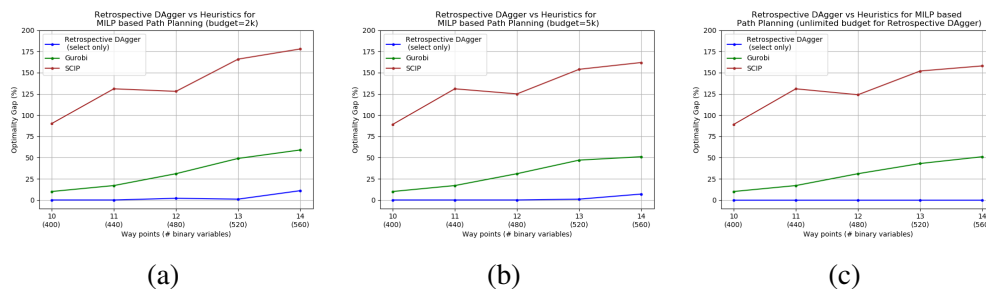 Retrospective DAgger vs Heuristics for
MILP based Path Planning (budget=2k)
200
175
150
125
100
75
50
25
0
Optimality Gap (%)
Retrospective DAgger
(select only)
Gurobi
SCIP
10 11 12 13 14
(400) (440) (480) (520) (560)
Way points (# binary variables)
(a)
Retrospective DAgger vs Heuristics for
MILP based Path Planning (budget=5k)
200
175
150
125
100
75
50
25
0
Optimality Gap (%)
Retrospective DAgger
(select only)
Gurobi
SCIP
10 11 12 13 14
(400) (440) (480) (520) (560)
Way points (# binary variables)
(b)
Retrospective DAgger vs Heuristics for MILP based
Path Planning (unlimited budget for Retrospective DAgger)
200
175
150
125
100
75
50
25
0
Optimality Gap (%)
Retrospective DAgger
(select only)
Gurobi
SCIP
10 11 12 13 14
(400) (440) (480) (520) (560
Way points (# binary variables)
(c)